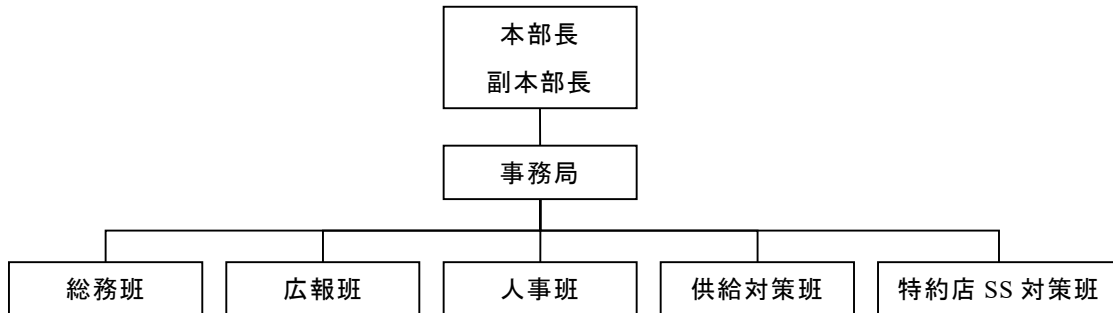 本部長
副本部長
事務局
総務班
広報班
人事班
供給対策班
特約店 SS 対策班